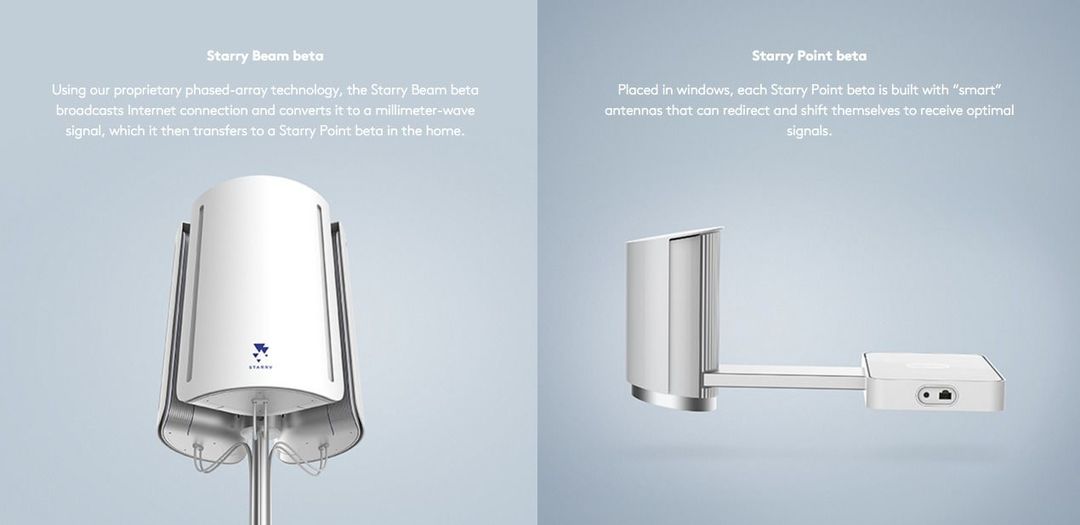 Starry Beam beta
Using our proprietary phased-array technology, the Starry Beam beta
broadcasts Internet connection and converts it to a millimeter-wave
signal, which it then transfers to a Starry Point beta in the home.
STARRY
Starry Point beta
Placed in windows, each Starry Point beta is built with “smart”
antennas that can redirect and shift themselves to receive optimal
signals.